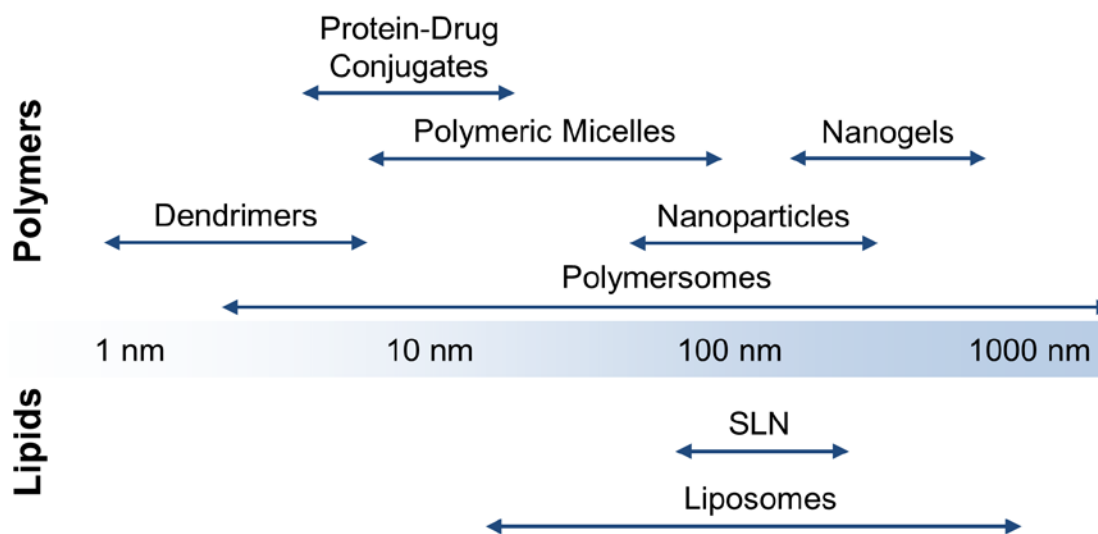 Polymers
Protein-Drug
Conjugates
Polymeric Micelles
Nanogels
Dendrimers
Nanoparticles
Polymersomes
1 nm
10 nm
100 nm
1000 nm
Lipids
SLN
Liposomes